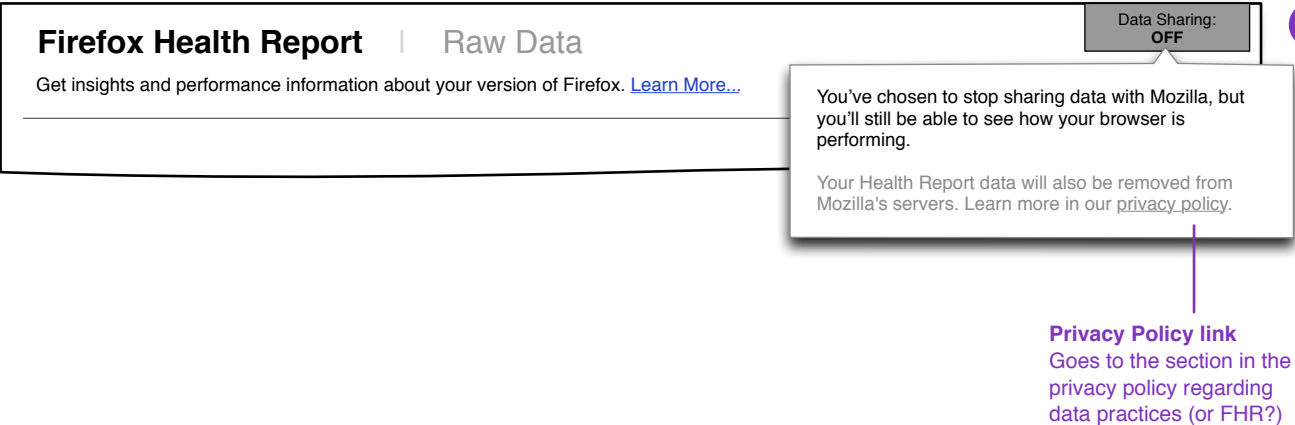 Data Sharing:
OFF
Firefox Health Report | Raw Data
Get insights and performance information about your version of Firefox. Learn More...
You've chosen to stop sharing data with Mozilla, but
you'll still be able to see how your browser is
performing.
Your Health Report data will also be removed from
Mozilla's servers. Learn more in our privacy policy.
Privacy Policy link
Goes to the section in the
privacy policy regarding
data practices (or FHR?)